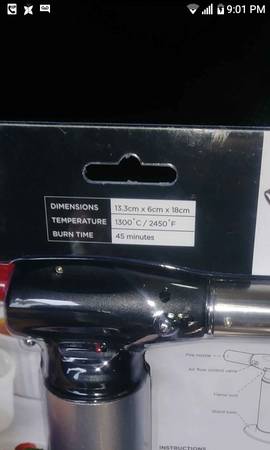 9:01 PM
DIMENSIONS 13.3cm x 6cm x 18cm
TEMPERATURE 1300°C / 2450°F
BURN TIME 45 minutes
Fire nozzle
Air flow control valve
Flame lock
Stand base
INSTRUCTIONS